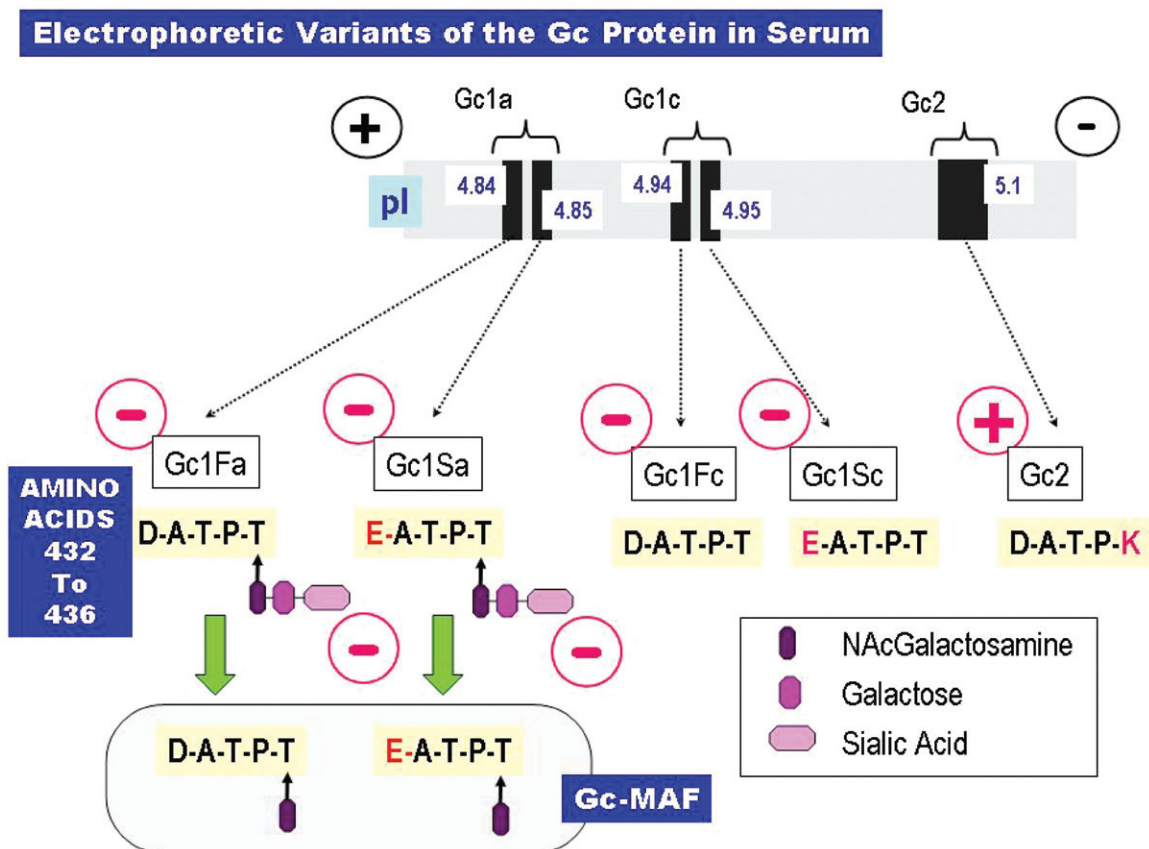 Electrophoretic Variants of the Gc Protein in Serum
+
Gc1a
Gc1c
Gc2
-
pI
4.84
4.85
4.94
4.95
5.1
-
-
-
-
+
Gc1Fa
Gc1Sa
Gc1Fc
Gc1Sc
Gc2
AMINO
ACIDS
432
To
436
D-A-T-P-T
E-A-T-P-T
D-A-T-P-T
E-A-T-P-T
D-A-T-P-K
-
-
NAcGalactosamine
Galactose
Sialic Acid
D-A-T-P-T
E-A-T-P-T
Gc-MAF